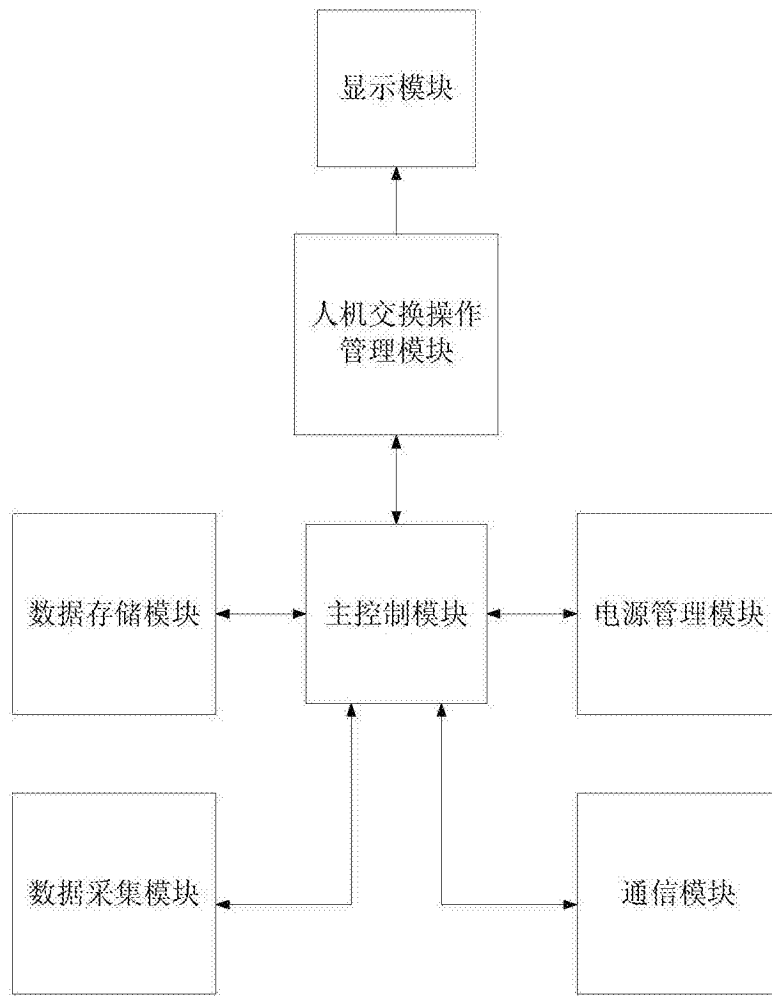 显示模块
人机交换操作
管理模块
数据存储模块
主控制模块
电源管理模块
数据采集模块
通信模块